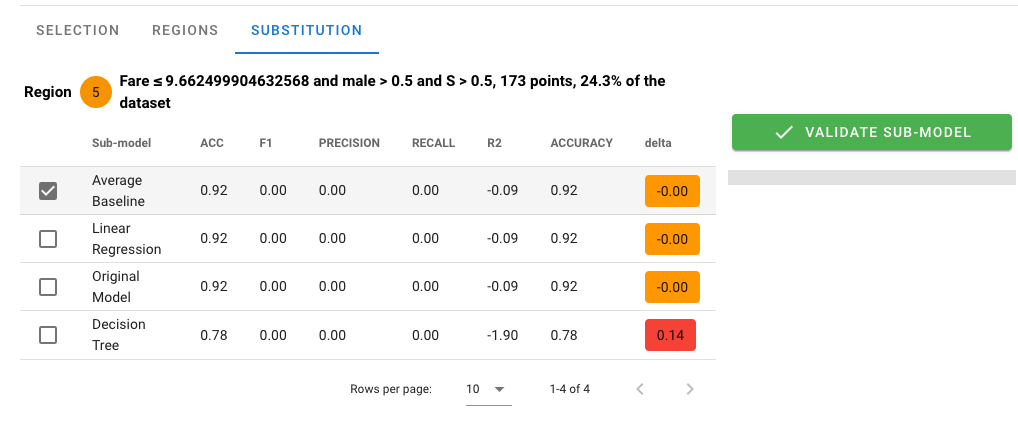 SELECTION REGIONS SUBSTITUTION
Region 5 Fare ≤ 9.662499904632568 and male > 0.5 and S > 0.5, 173 points, 24.3% of the
dataset
VALIDATE SUB-MODEL
Sub-model ACC F1 PRECISION RECALL R2 ACCURACY delta
Average
Baseline 0.92 0.00 0.00 0.00 -0.09 0.92 -0.00
Linear
Regression 0.92 0.00 0.00 0.00 -0.09 0.92 -0.00
Original
Model 0.92 0.00 0.00 0.00 -0.09 0.92 -0.00
Decision
Tree 0.78 0.00 0.00 0.00 -1.90 0.78 0.14
Rows per page: 10 1-4 of 4